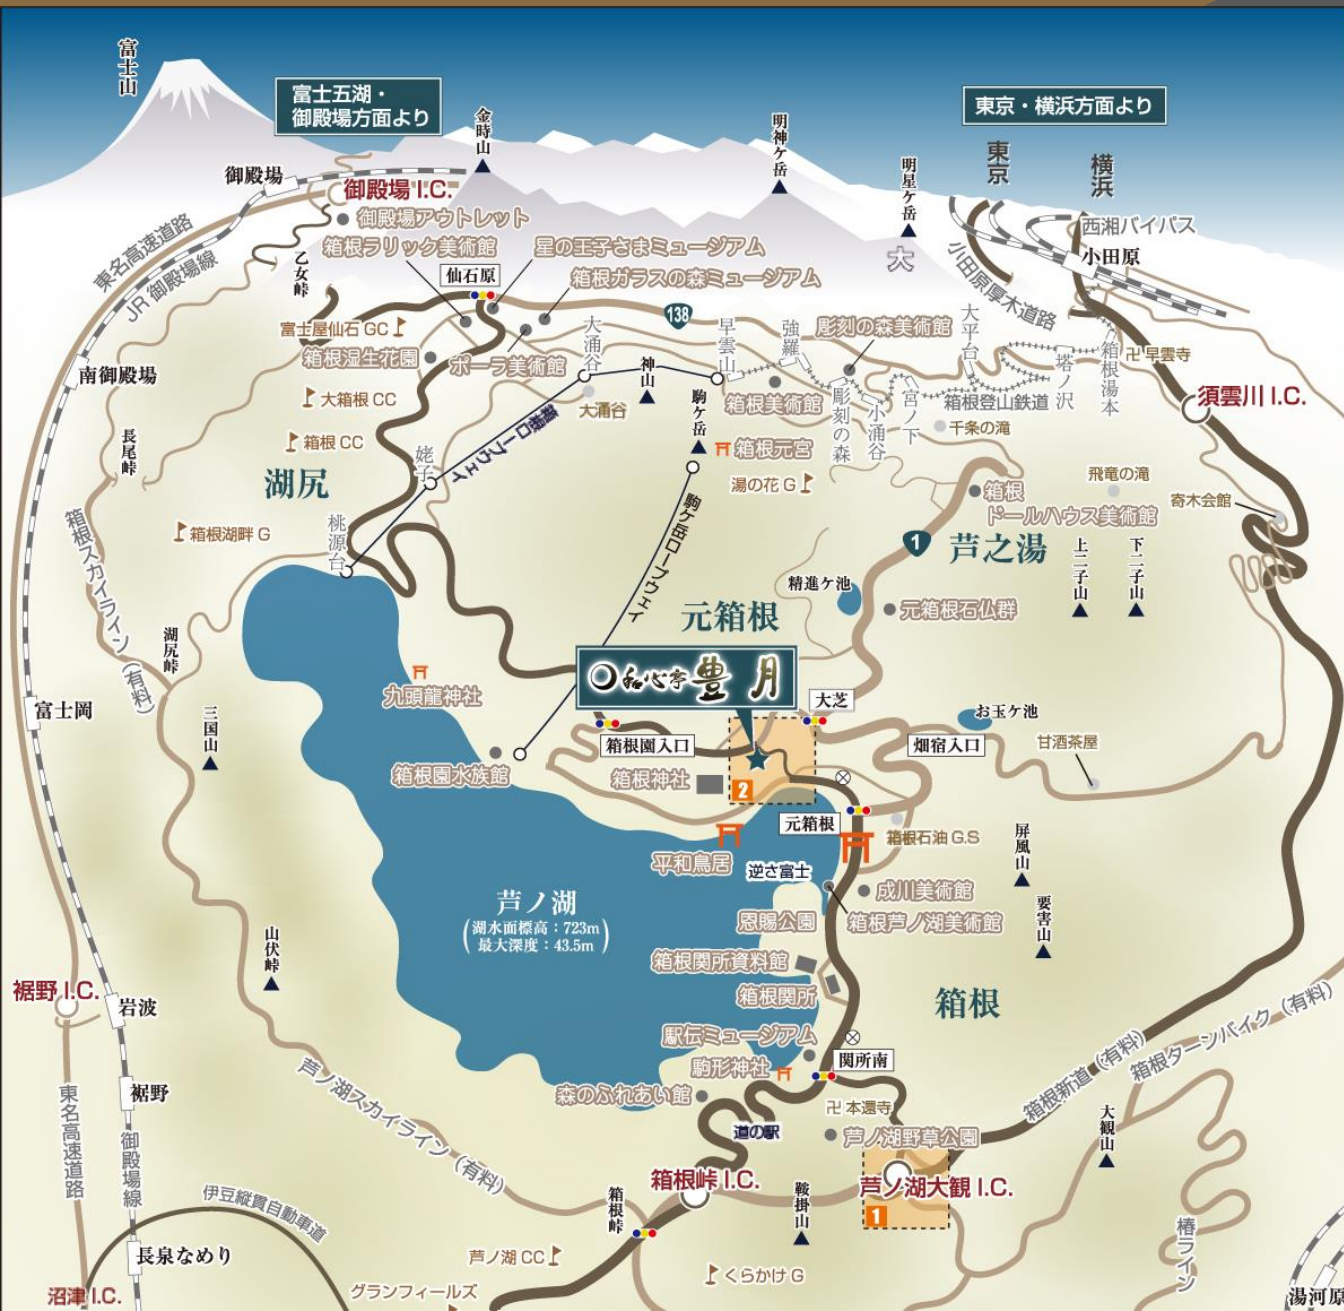 富士山
富士五湖・
御殿場方面より
東京・横浜方面より
金時山
明神ケ岳
明星ケ岳
大
東京
横浜
御殿場
御殿場 I.C.
御殿場アウトレット
西湘バイパス
小田原
小田原厚木道路
東名高速道路
JR 御殿場線
乙女峠
箱根ラリック美術館
星の王子さまミュージアム
仙石原
箱根ガラスの森ミュージアム
138
富士屋仙石 GC
箱根湿生花園
ポーラ美術館
大涌谷
早雲山
強羅
彫刻の森美術館
大平台
塔ノ沢
箱根湯本
卍 早雲寺
南御殿場
大箱根 CC
神山
大涌谷
駒ケ岳
箱根美術館
彫刻の森
小涌谷
宮ノ下
箱根登山鉄道
須雲川 I.C.
千条の滝
長尾峠
箱根 CC
姥子
箱根ロープウェイ
箱根元宮
湖尻
湯の花 G
箱根
ドールハウス美術館
飛竜の滝
寄木会館
箱根スカイライン（有料）
箱根湖畔 G
桃源台
駒ケ岳ロープウェイ
1
芦之湯
上二子山
下二子山
精進ケ池
元箱根石仏群
元箱根
湖尻峠
九頭龍神社
和心亭 豊月
大芝
富士岡
三国山
お玉ケ池
箱根園入口
畑宿入口
甘酒茶屋
箱根園水族館
箱根神社
2
元箱根
箱根石油 G.S
屏風山
平和鳥居
逆さ富士
成川美術館
芦ノ湖
（湖水面標高：723m
最大深度：43.5m）
恩賜公園
箱根芦ノ湖美術館
要害山
山伏峠
箱根関所資料館
箱根関所
箱根
裾野 I.C.
岩波
駅伝ミュージアム
関所南
駒形神社
森のふれあい館
卍 本還寺
箱根新道（有料）
箱根ターンパイク（有料）
裾野
東名高速道路
御殿場線
芦ノ湖スカイライン（有料）
道の駅
芦ノ湖野草公園
大観山
箱根峠 I.C.
芦ノ湖大観 I.C.
1
伊豆縦貫自動車道
箱根峠
鞍掛山
椿ライン
長泉なめり
芦ノ湖 CC
くらかけ G
沼津 I.C.
グランフィールズ
湯河原